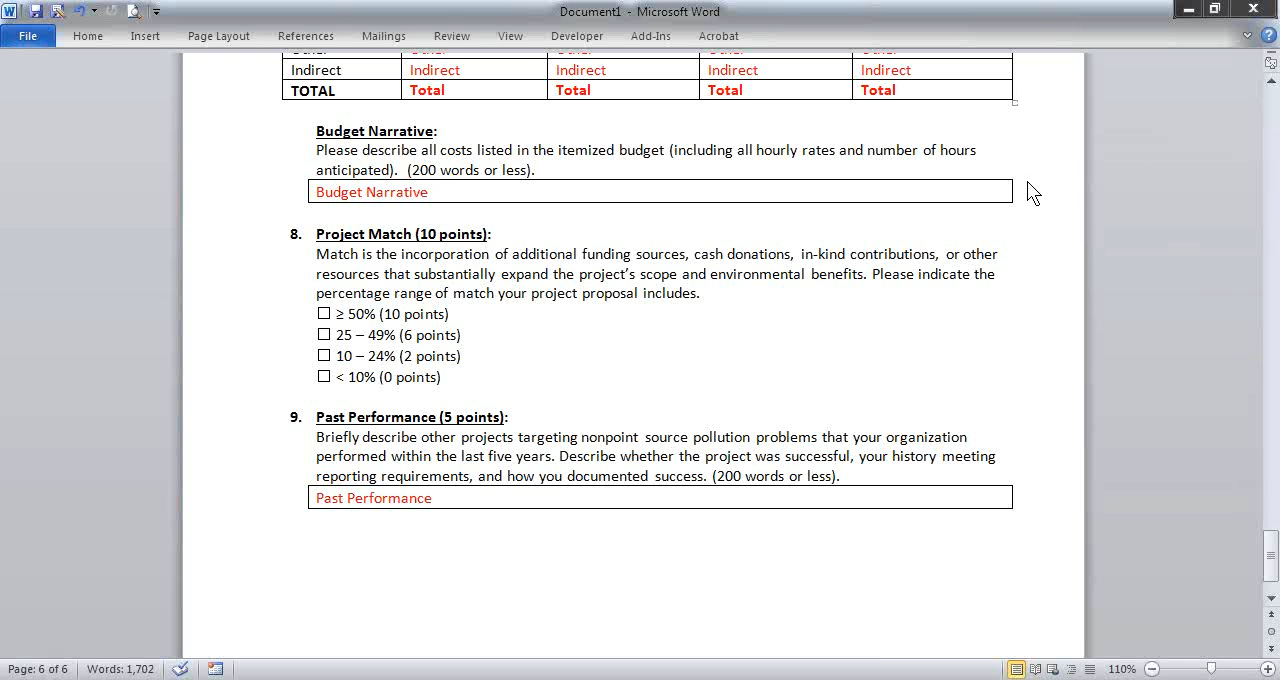 Document1 - Microsoft Word
File Home Insert Page Layout References Mailings Review View Developer Add-Ins Acrobat
Indirect Indirect Indirect Indirect Indirect
TOTAL Total Total Total Total
Budget Narrative:
Please describe all costs listed in the itemized budget (including all hourly rates and number of hours
anticipated). (200 words or less).
Budget Narrative
8. Project Match (10 points):
Match is the incorporation of additional funding sources, cash donations, in-kind contributions, or other
resources that substantially expand the project's scope and environmental benefits. Please indicate the
percentage range of match your project proposal includes.
☐ ≥ 50% (10 points)
☐ 25 – 49% (6 points)
☐ 10 – 24% (2 points)
☐ < 10% (0 points)
9. Past Performance (5 points):
Briefly describe other projects targeting nonpoint source pollution problems that your organization
performed within the last five years. Describe whether the project was successful, your history meeting
reporting requirements, and how you documented success. (200 words or less).
Past Performance
Page: 6 of 6 Words: 1,702 110%